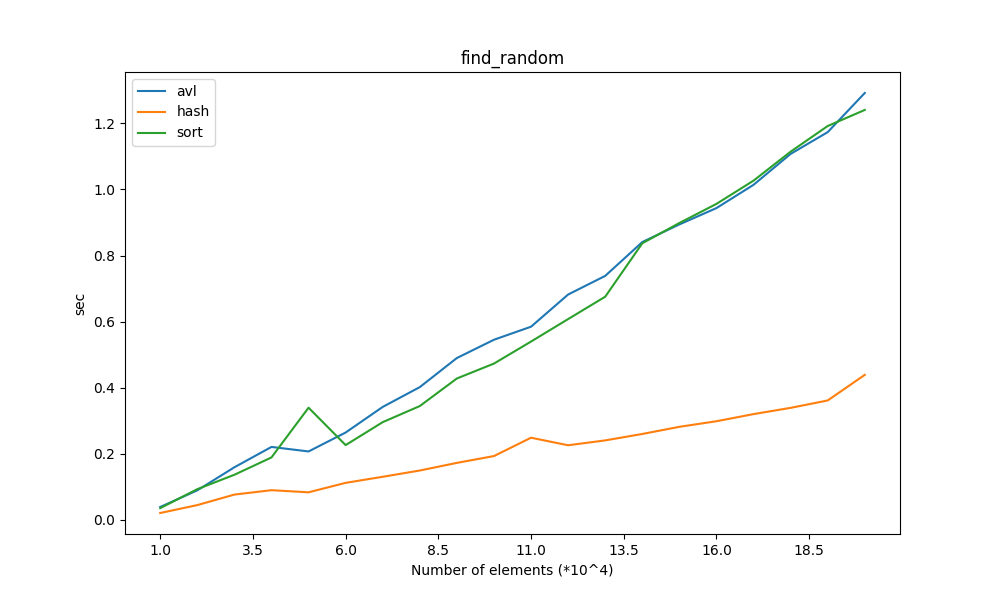 find_random
avl
hash
sort
1.2
1.0
0.8
0.6
0.4
0.2
0.0
sec
1.0 3.5 6.0 8.5 11.0 13.5 16.0 18.5
Number of elements (*10^4)